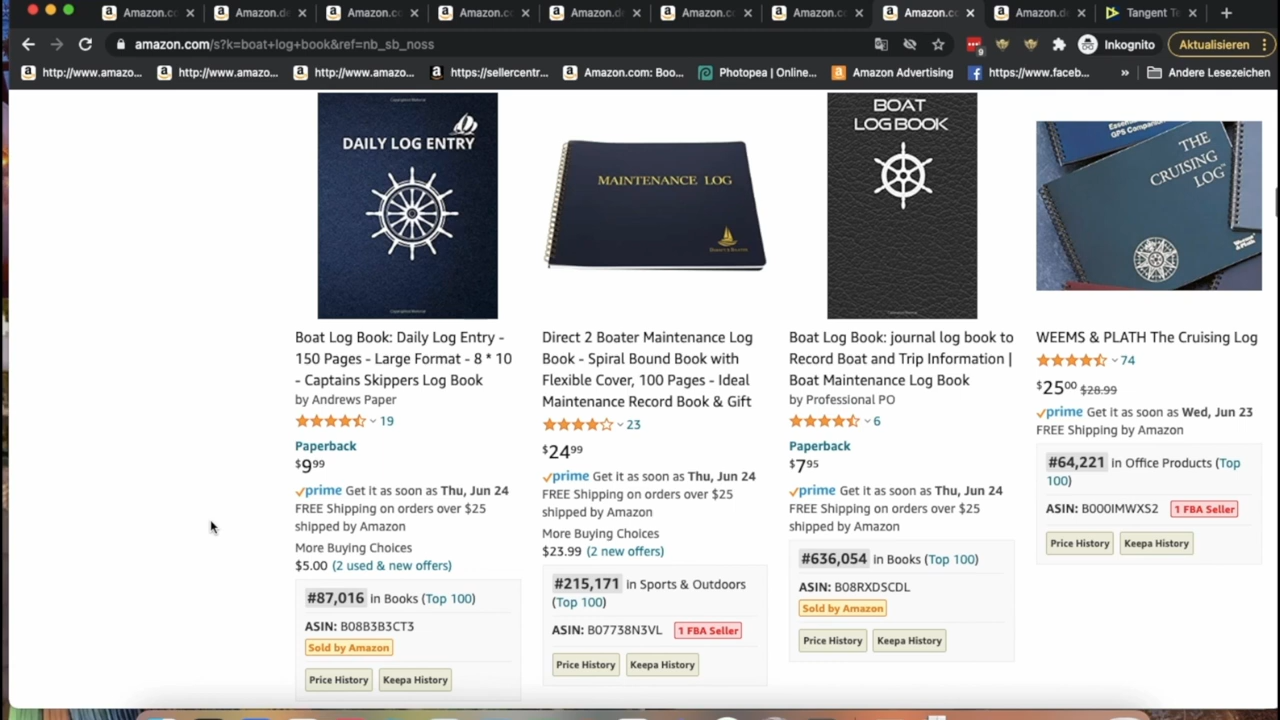 Amazon.co
Amazon.de
Amazon.co
Amazon.co
Amazon.de
Amazon.co
Amazon.co
Amazon.co
Amazon.de
Tangent Te
amazon.com/s?k=boat+log+book&ref=nb_sb_noss
9
Inkognito
Aktualisieren
http://www.amazo...
http://www.amazo...
http://www.amazo...
https://sellercentr...
Amazon.com: Boo...
Photopea | Online...
Amazon Advertising
https://www.faceb...
»
Andere Lesezeichen
DAILY LOG ENTRY
Boat Log Book: Daily Log Entry -
150 Pages - Large Format - 8 * 10
- Captains Skippers Log Book
by Andrews Paper
19
Paperback
$9.99
prime Get it as soon as Thu, Jun 24
FREE Shipping on orders over $25
shipped by Amazon
More Buying Choices
$5.00 (2 used & new offers)
#87,016 in Books (Top 100)
ASIN: B08B3B3CT3
Sold by Amazon
Price History
Keepa History
MAINTENANCE LOG
Direct 2 Boater Maintenance Log
Book - Spiral Bound Book with
Flexible Cover, 100 Pages - Ideal
Maintenance Record Book & Gift
23
$24.99
prime Get it as soon as Thu, Jun 24
FREE Shipping on orders over $25
shipped by Amazon
More Buying Choices
$23.99 (2 new offers)
#215,171 in Sports & Outdoors
(Top 100)
ASIN: B07738N3VL 1 FBA Seller
Price History
Keepa History
BOAT
LOG BOOK
Boat Log Book: journal log book to
Record Boat and Trip Information |
Boat Maintenance Log Book
by Professional PO
6
Paperback
$7.95
prime Get it as soon as Thu, Jun 24
FREE Shipping on orders over $25
shipped by Amazon
#636,054 in Books (Top 100)
ASIN: B08RXDSCDL
Sold by Amazon
Price History
Keepa History
GPS Compani
THE
CRUISING
LOG
WEEMS & PLATH The Cruising Log
74
$25.00 $28.99
prime Get it as soon as Wed, Jun 23
FREE Shipping by Amazon
#64,221 in Office Products (Top
100)
ASIN: B000IMWXS2 1 FBA Seller
Price History
Keepa History